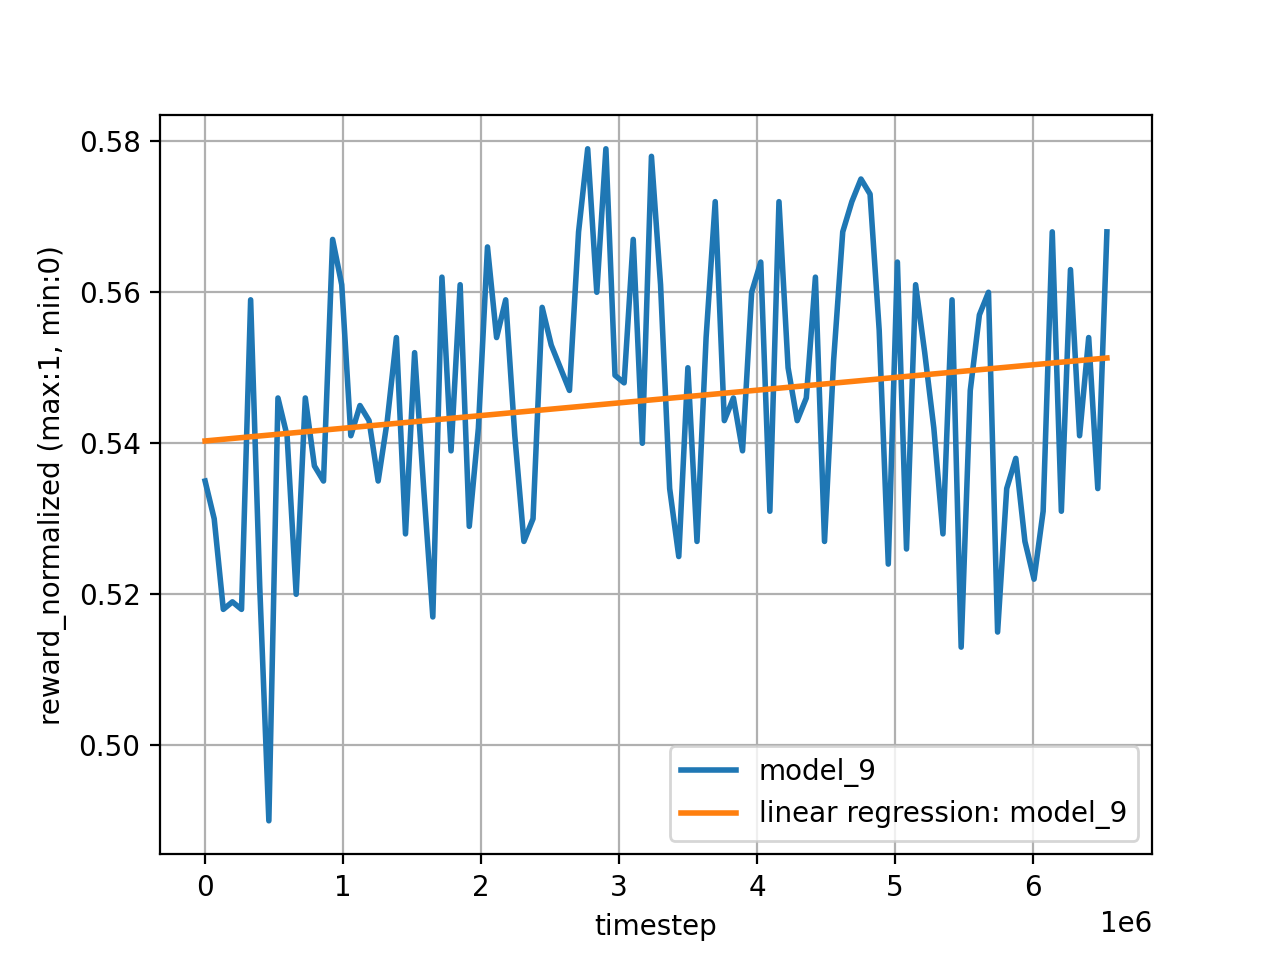 0.58
0.56
0.54
0.52
0.50
reward_normalized (max:1, min:0)
model_9
linear regression: model_9
0 1 2 3 4 5 6
1e6
timestep